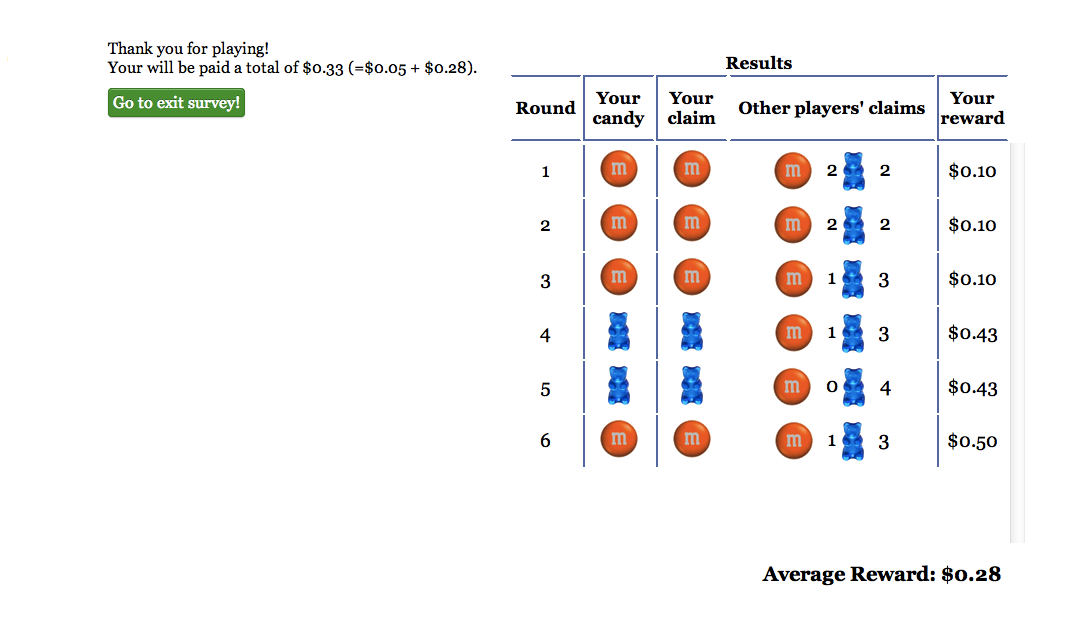 Thank you for playing!
Your will be paid a total of $0.33 (=$0.05 + $0.28).
Go to exit survey!
Results
Round Your candy Your claim Other players' claims Your reward
1 m m m 2 2 $0.10
2 m m m 2 2 $0.10
3 m m m 1 3 $0.10
4 m 1 3 $0.43
5 m 0 4 $0.43
6 m m m 1 3 $0.50
Average Reward: $0.28